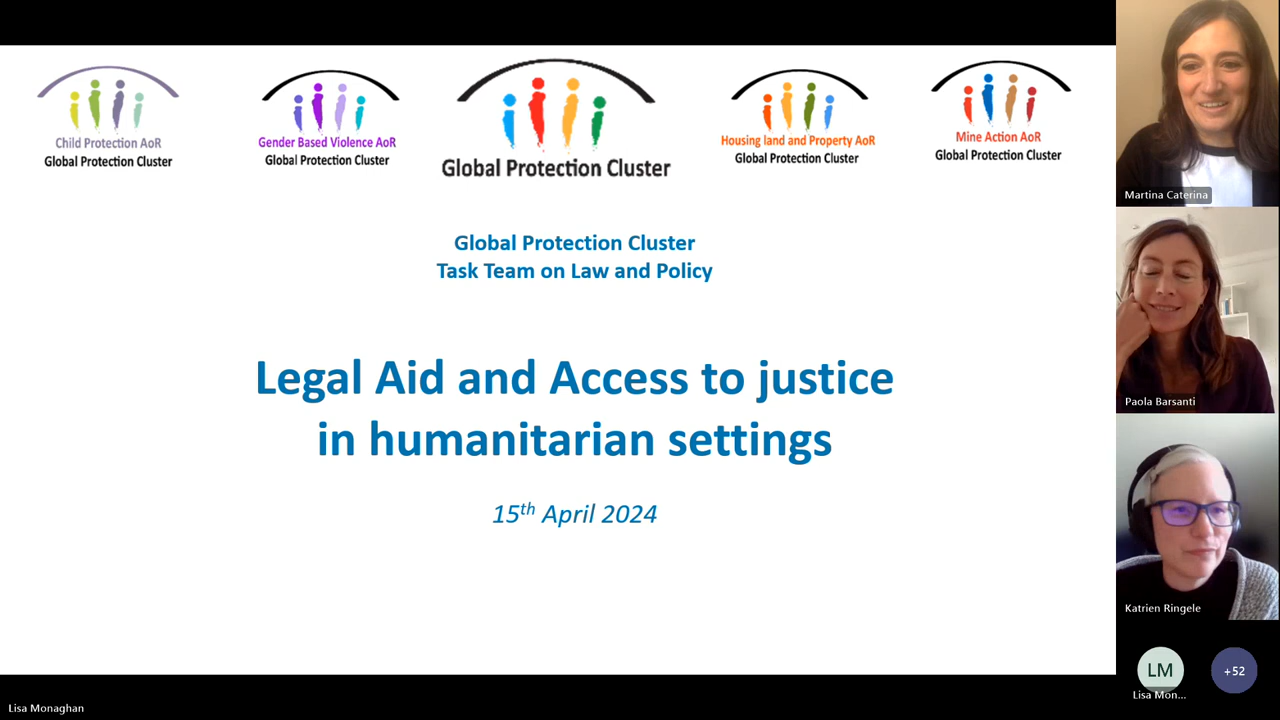 Child Protection AoR
Global Protection Cluster
Gender Based Violence AoR
Global Protection Cluster
Global Protection Cluster
Housing land and Property AoR
Global Protection Cluster
Mine Action AoR
Global Protection Cluster
Global Protection Cluster
Task Team on Law and Policy
Legal Aid and Access to justice
in humanitarian settings
15th April 2024
Martina Caterina
Paola Barsanti
Katrien Ringele
LM
+52
Lisa Mon...
Lisa Monaghan